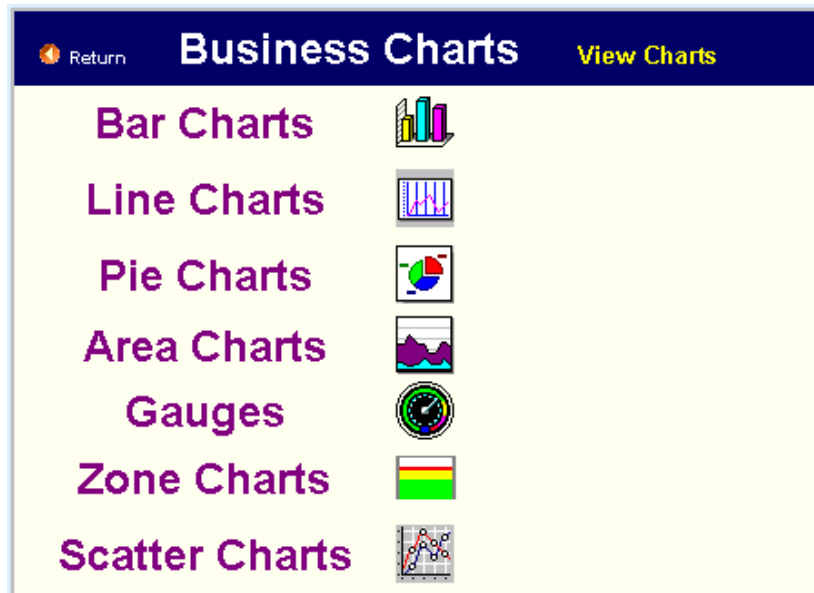 Return Business Charts View Charts
Bar Charts
Line Charts
Pie Charts
Area Charts
Gauges
Zone Charts
Scatter Charts